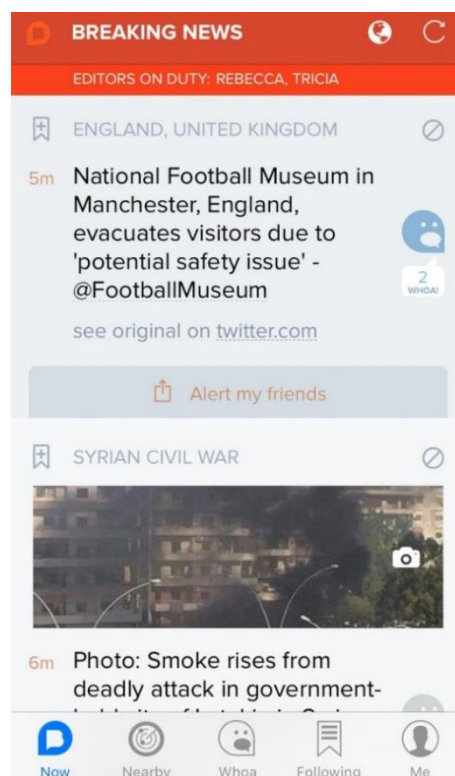 BREAKING NEWS
EDITORS ON DUTY: REBECCA, TRICIA
ENGLAND, UNITED KINGDOM
5m
National Football Museum in
Manchester, England,
evacuates visitors due to
'potential safety issue' -
@FootballMuseum
2
WHOA!
see original on twitter.com
Alert my friends
SYRIAN CIVIL WAR
6m
Photo: Smoke rises from
deadly attack in government-
Now
Nearby
Whoa
Following
Me